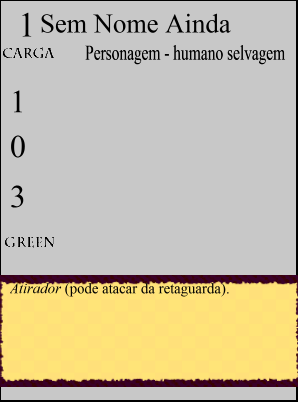 1 Sem Nome Ainda
CARGA Personagem - humano selvagem
1
0
3
GREEN
Atirador (pode atacar da retaguarda).